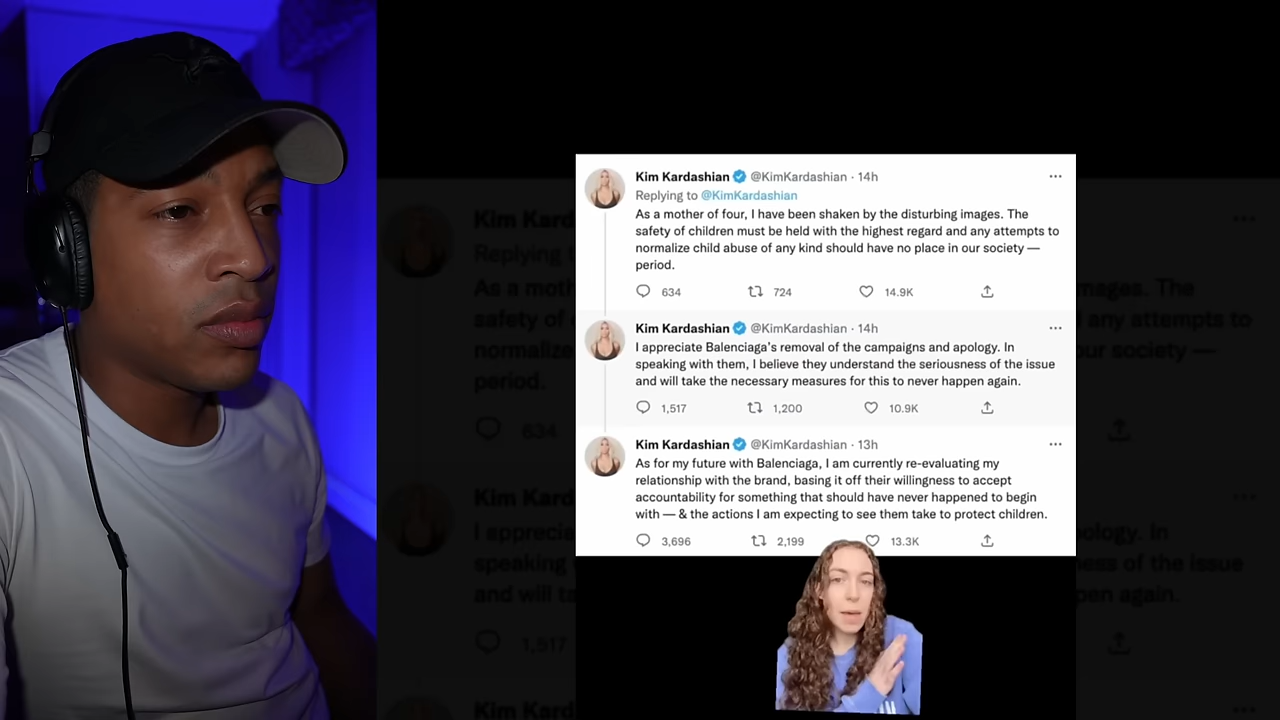 Kim Kardashian @KimKardashian · 14h
Replying to @KimKardashian
As a mother of four, I have been shaken by the disturbing images. The
safety of children must be held with the highest regard and any attempts to
normalize child abuse of any kind should have no place in our society —
period.
634 724 14.9K
Kim Kardashian @KimKardashian · 14h
I appreciate Balenciaga's removal of the campaigns and apology. In
speaking with them, I believe they understand the seriousness of the issue
and will take the necessary measures for this to never happen again.
1,517 1,200 10.9K
Kim Kardashian @KimKardashian · 13h
As for my future with Balenciaga, I am currently re-evaluating my
relationship with the brand, basing it off their willingness to accept
accountability for something that should have never happened to begin
with — & the actions I am expecting to see them take to protect children.
3,696 2,199 13.3K